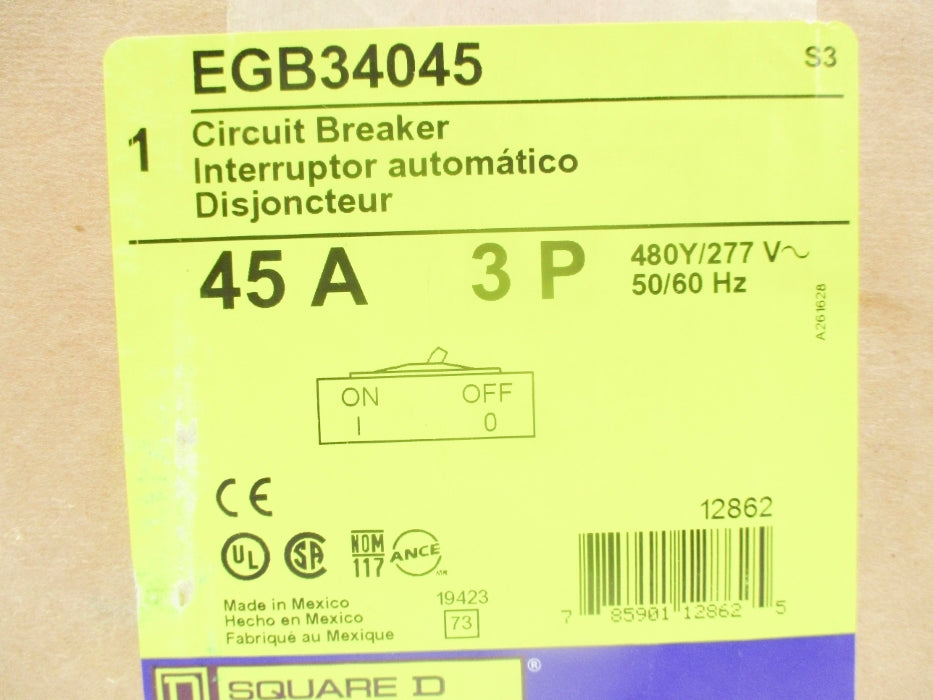 EGB34045
S3
1
Circuit Breaker
Interruptor automático
Disjoncteur
45 A
3 P
480Y/277 V~
50/60 Hz
A261628
ON
OFF
I
0
CE
UL
SA
NOM
117
ANCE
12862
7 85901 12862 5
Made in Mexico
Hecho en Mexico
Fabriqué au Mexique
19423
73
D
SQUARE D
®